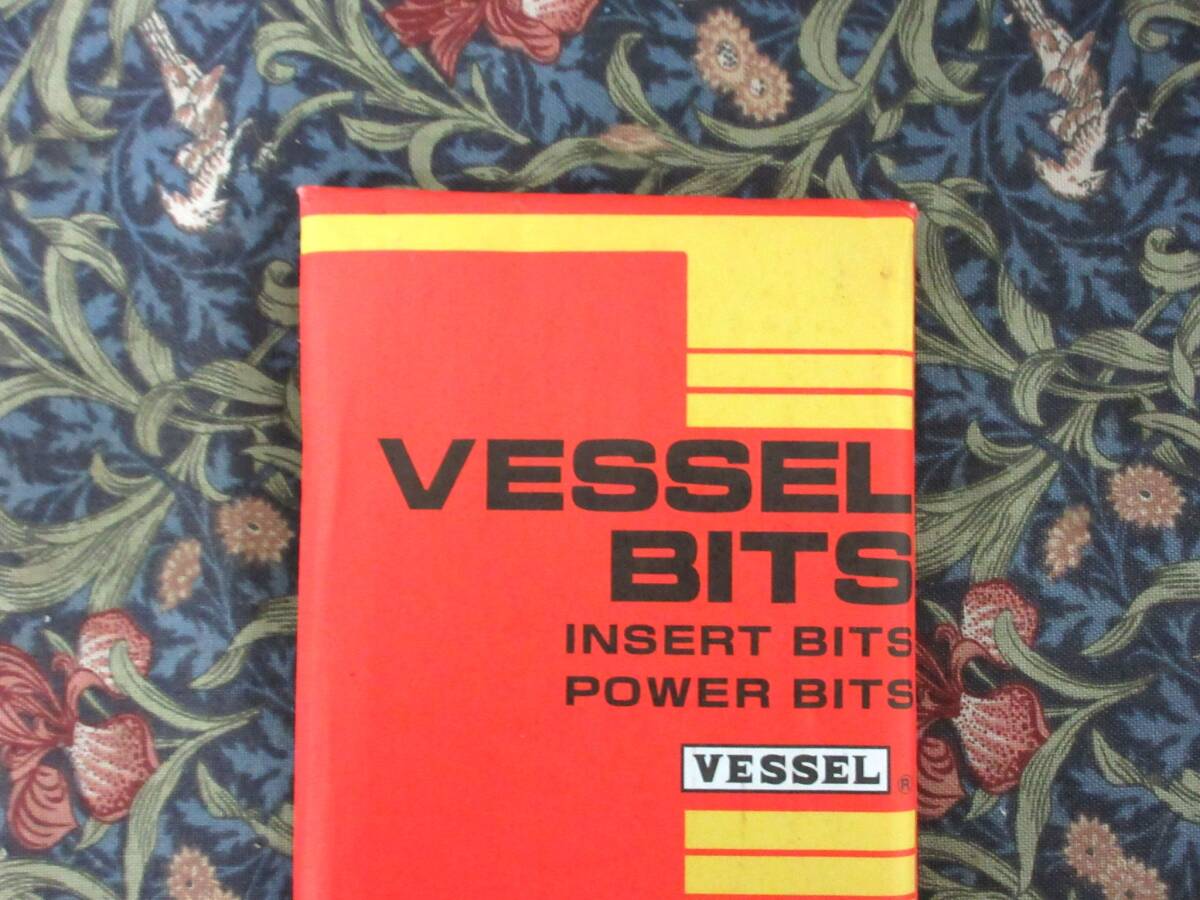 VESSEL
BITS
INSERT BITS
POWER BITS
VESSEL ®